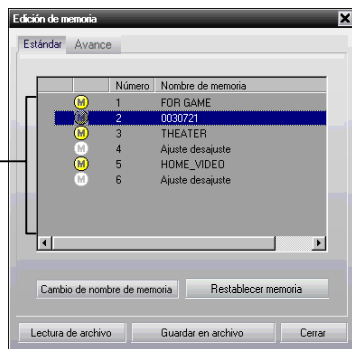 Edición de memoria
Estándar Avance
Número Nombre de memoria
M 1 FOR GAME
M 2 0030721
M 3 THEATER
M 4 Ajuste desajuste
M 5 HOME_VIDEO
M 6 Ajuste desajuste
Cambio de nombre de memoria Restablecer memoria
Lectura de archivo Guardar en archivo Cerrar